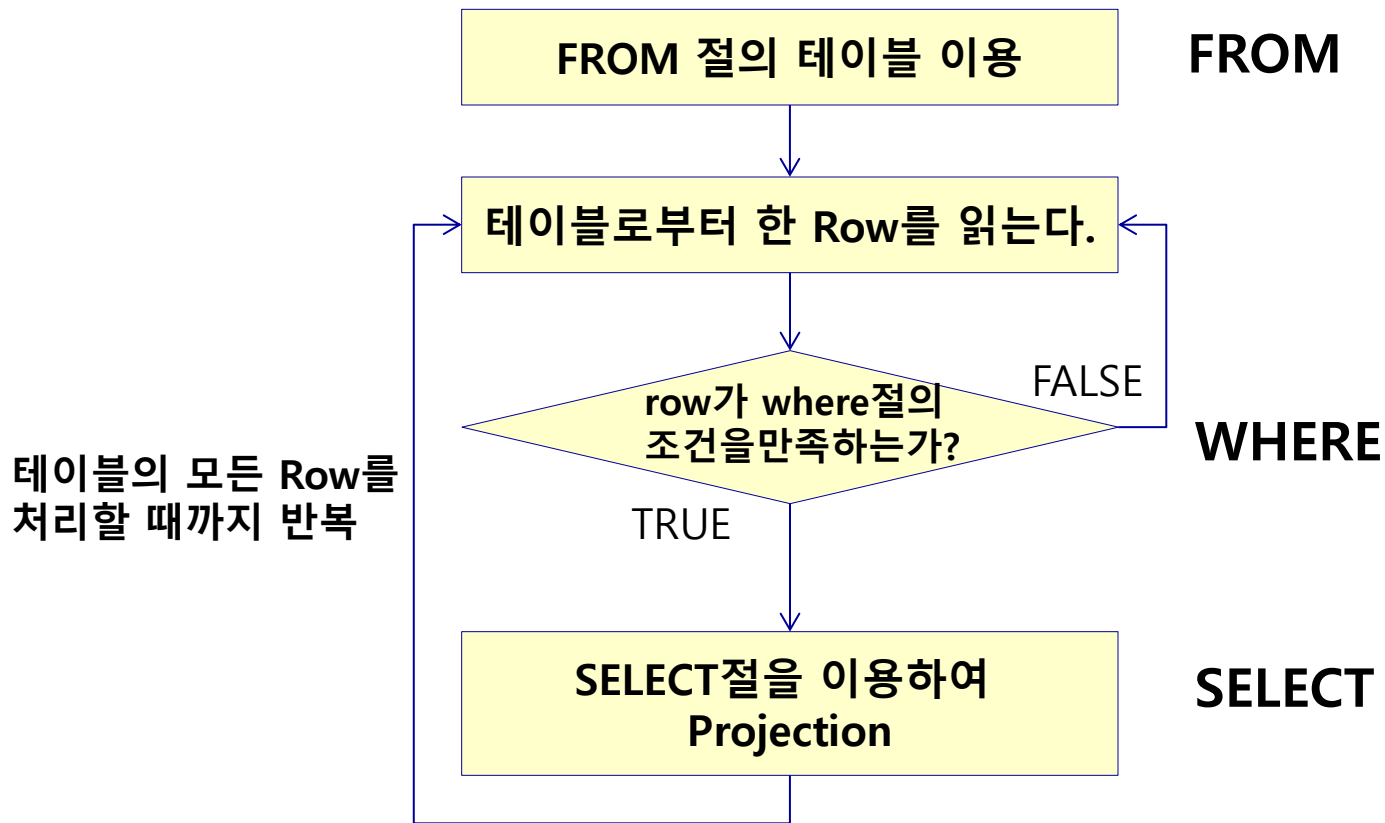 FROM 절의 테이블 이용
FROM
테이블로부터 한 Row를 읽는다.
FALSE
row가 where절의
조건을만족하는가?
WHERE
테이블의 모든 Row를
처리할 때까지 반복
TRUE
SELECT절을 이용하여
Projection
SELECT